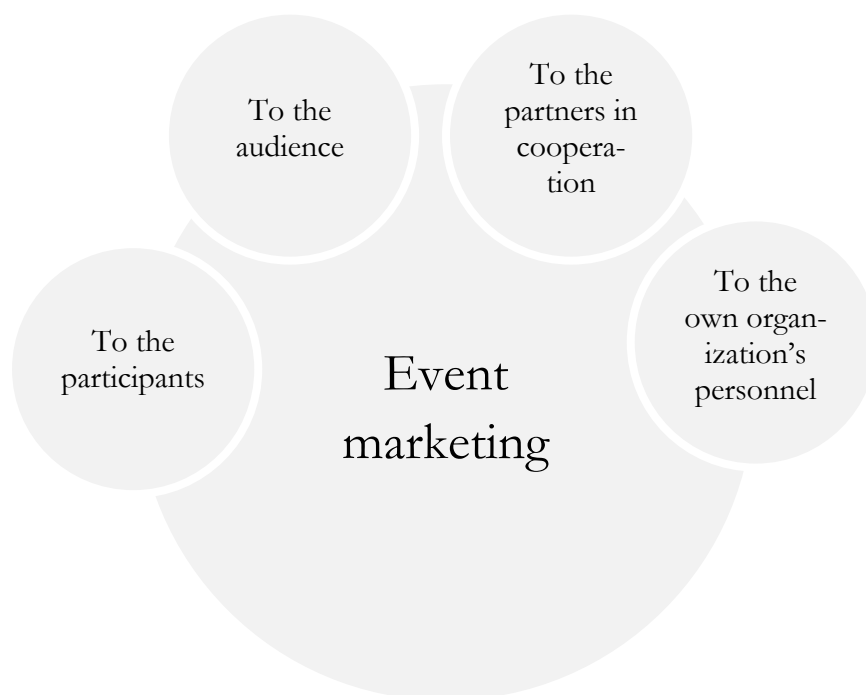 To the
audience
To the
partners in
coopera-
tion
To the
participants
To the
own organ-
ization’s
personnel
Event
marketing